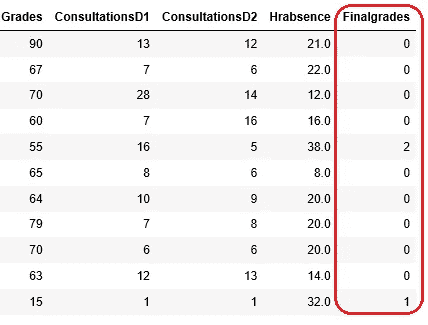 Grades ConsultationsD1 ConsultationsD2 Hrabsence Finalgrades
90 13 12 21.0 0
67 7 6 22.0 0
70 28 14 12.0 0
60 7 16 16.0 0
55 16 5 38.0 2
65 8 6 8.0 0
64 10 9 20.0 0
79 7 8 20.0 0
70 6 6 20.0 0
63 12 13 14.0 0
15 1 1 32.0 1